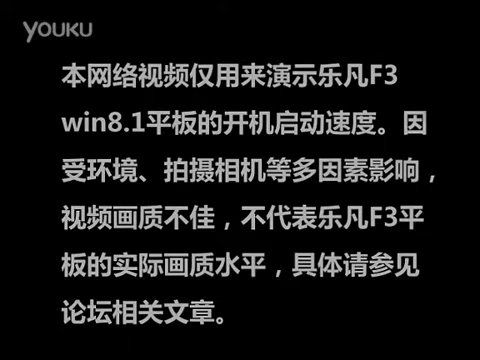 YOUKU
本网络视频仅用来演示乐凡F3
win8.1平板的开机启动速度。因
受环境、拍摄相机等多因素影响，
视频画质不佳，不代表乐凡F3平
板的实际画质水平，具体请参见
论坛相关文章。